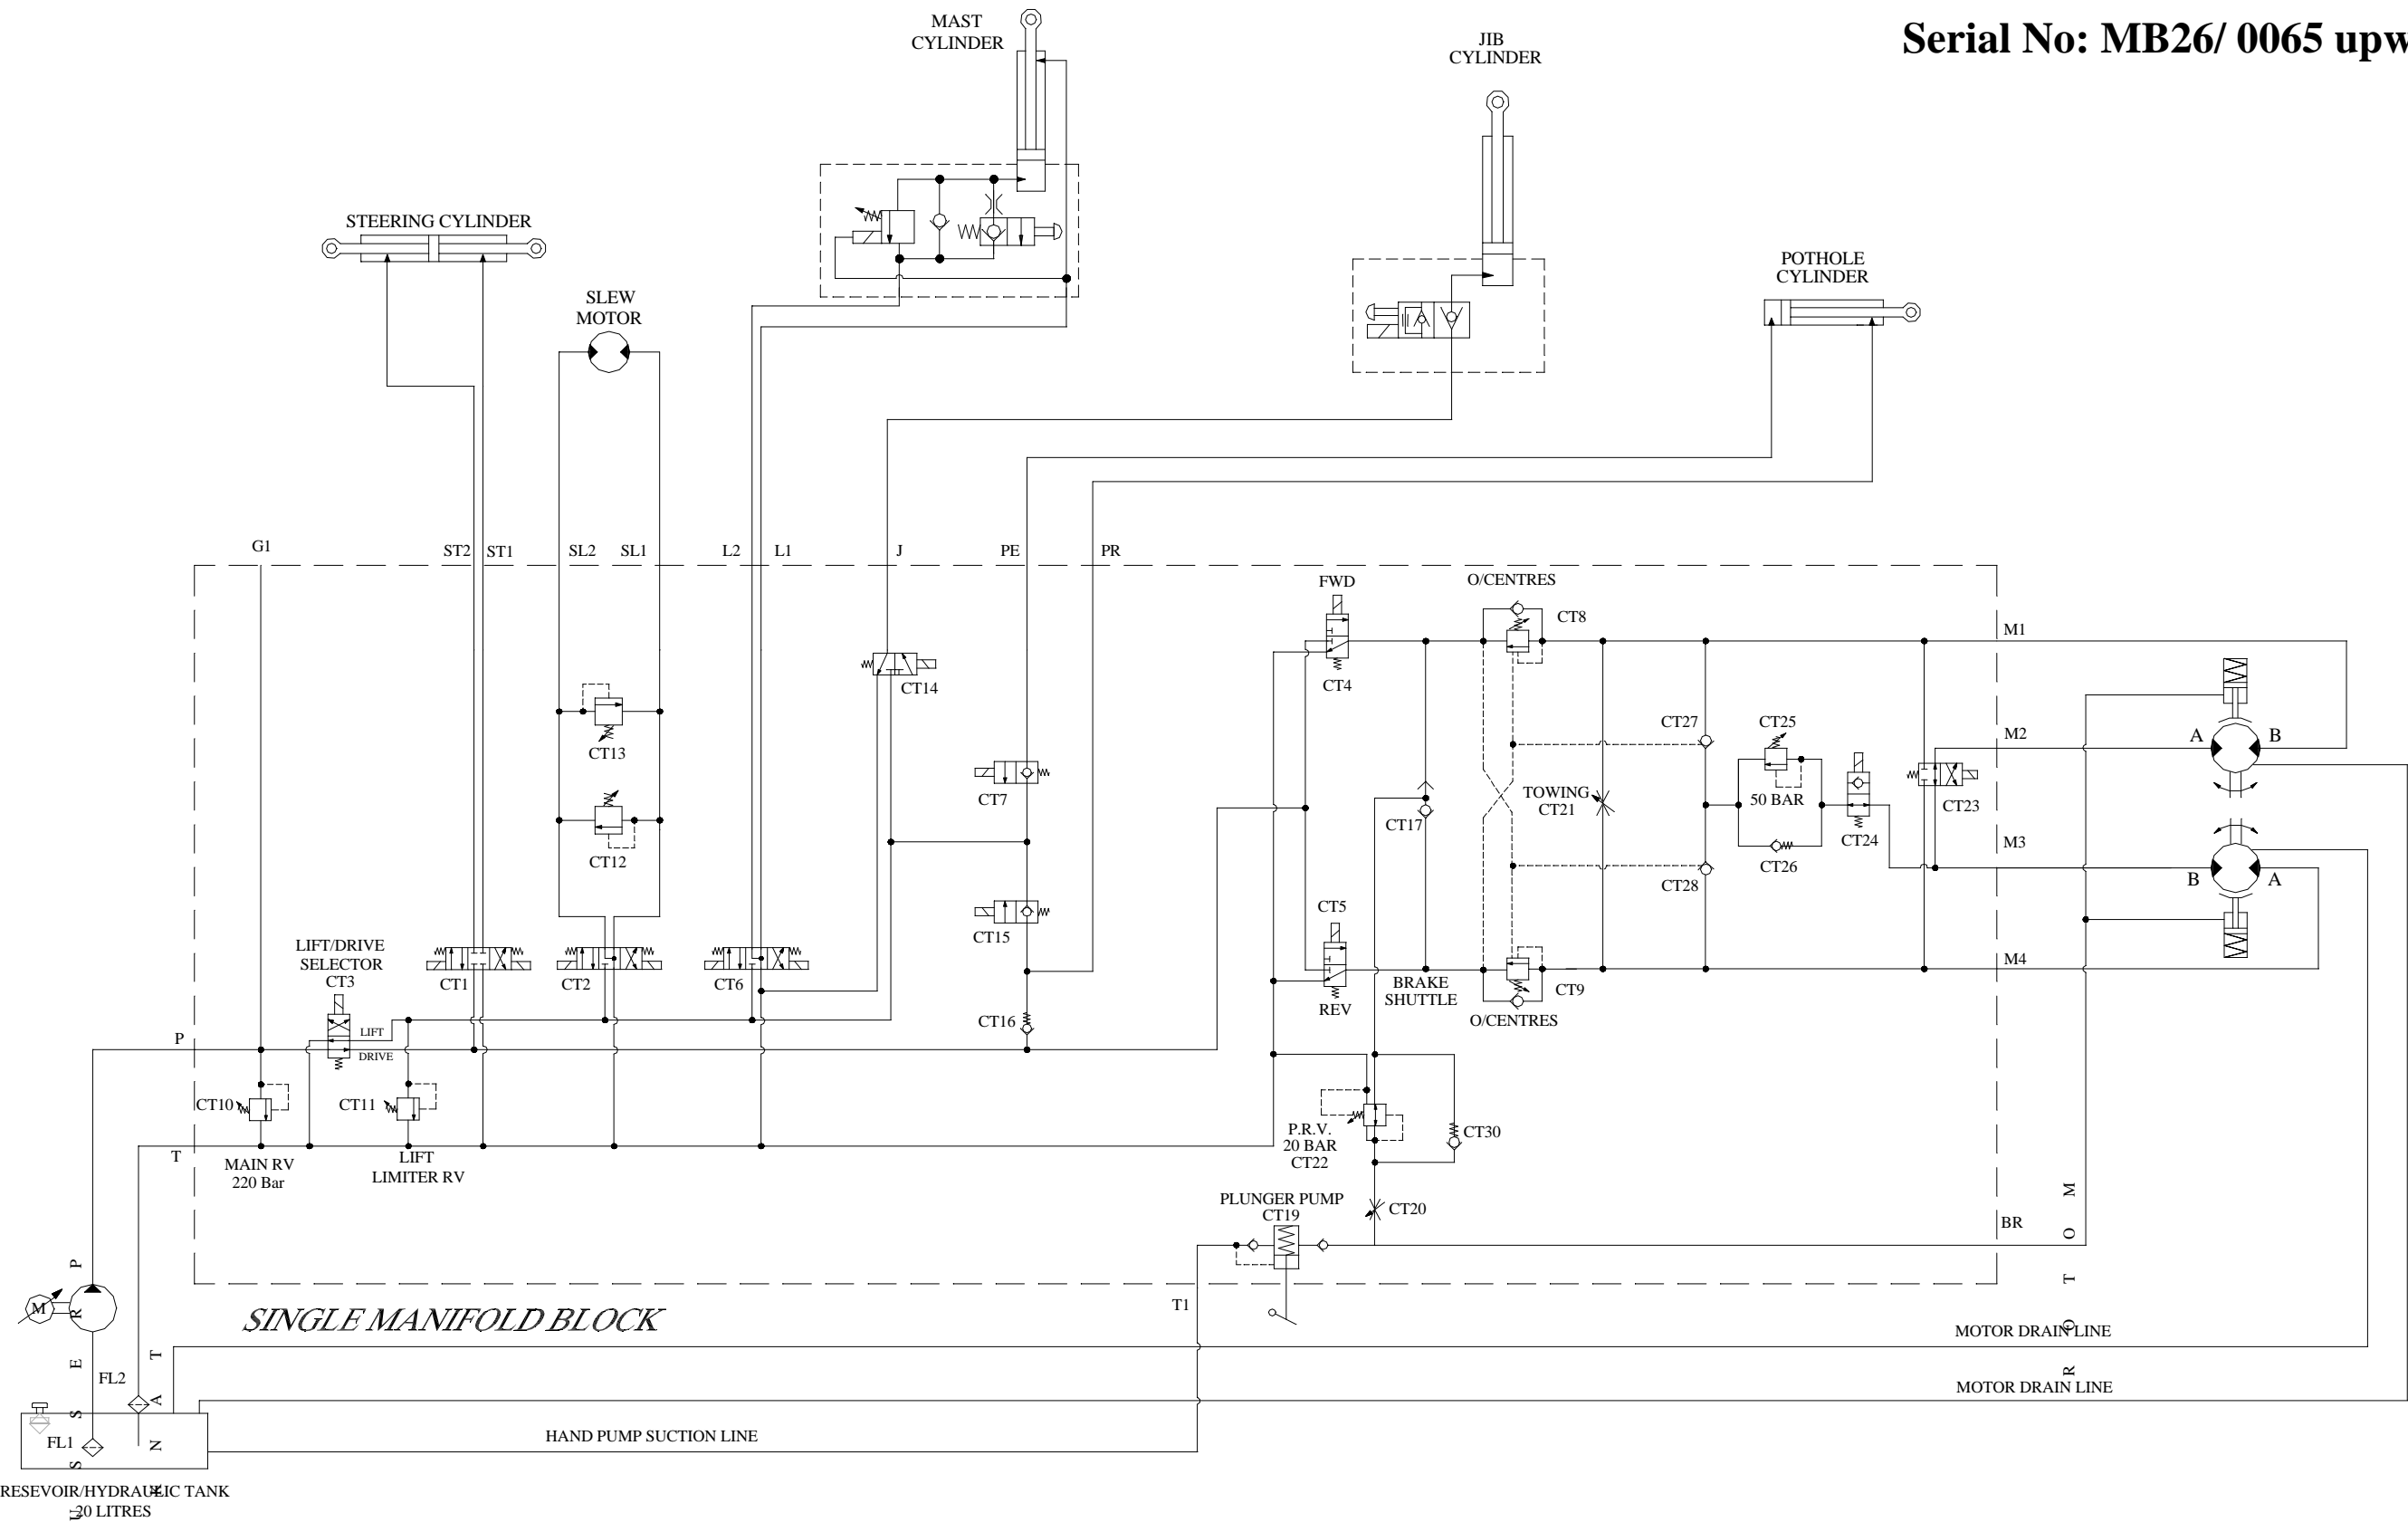 Serial No: MB26/ 0065 upw
MAST
CYLINDER
JIB
CYLINDER
STEERING CYLINDER
POTHOLE
CYLINDER
SLEW
MOTOR
G1
ST2
ST1
SL2
SL1
L2
L1
J
PE
PR
FWD
O/CENTRES
CT8
M1
CT4
CT14
CT13
CT27
CT25
M2
A
B
CT7
TOWING
CT21
50 BAR
CT23
CT17
CT24
M3
CT12
CT26
CT28
B
A
CT5
CT15
LIFT/DRIVE
SELECTOR
CT3
CT1
CT2
CT6
BRAKE
SHUTTLE
CT9
M4
REV
CT16
O/CENTRES
LIFT
P
DRIVE
CT10
CT11
P.R.V.
20 BAR
CT22
CT30
T
MAIN RV
220 Bar
LIFT
LIMITER RV
PLUNGER PUMP
CT19
CT20
BR
M
T1
SINGLE MANIFOLD BLOCK
MOTOR DRAIN LINE
FL2
MOTOR DRAIN LINE
FL1
HAND PUMP SUCTION LINE
RESEVOIR/HYDRAULIC TANK
20 LITRES
P R E S S U
T A N K
M O T O R